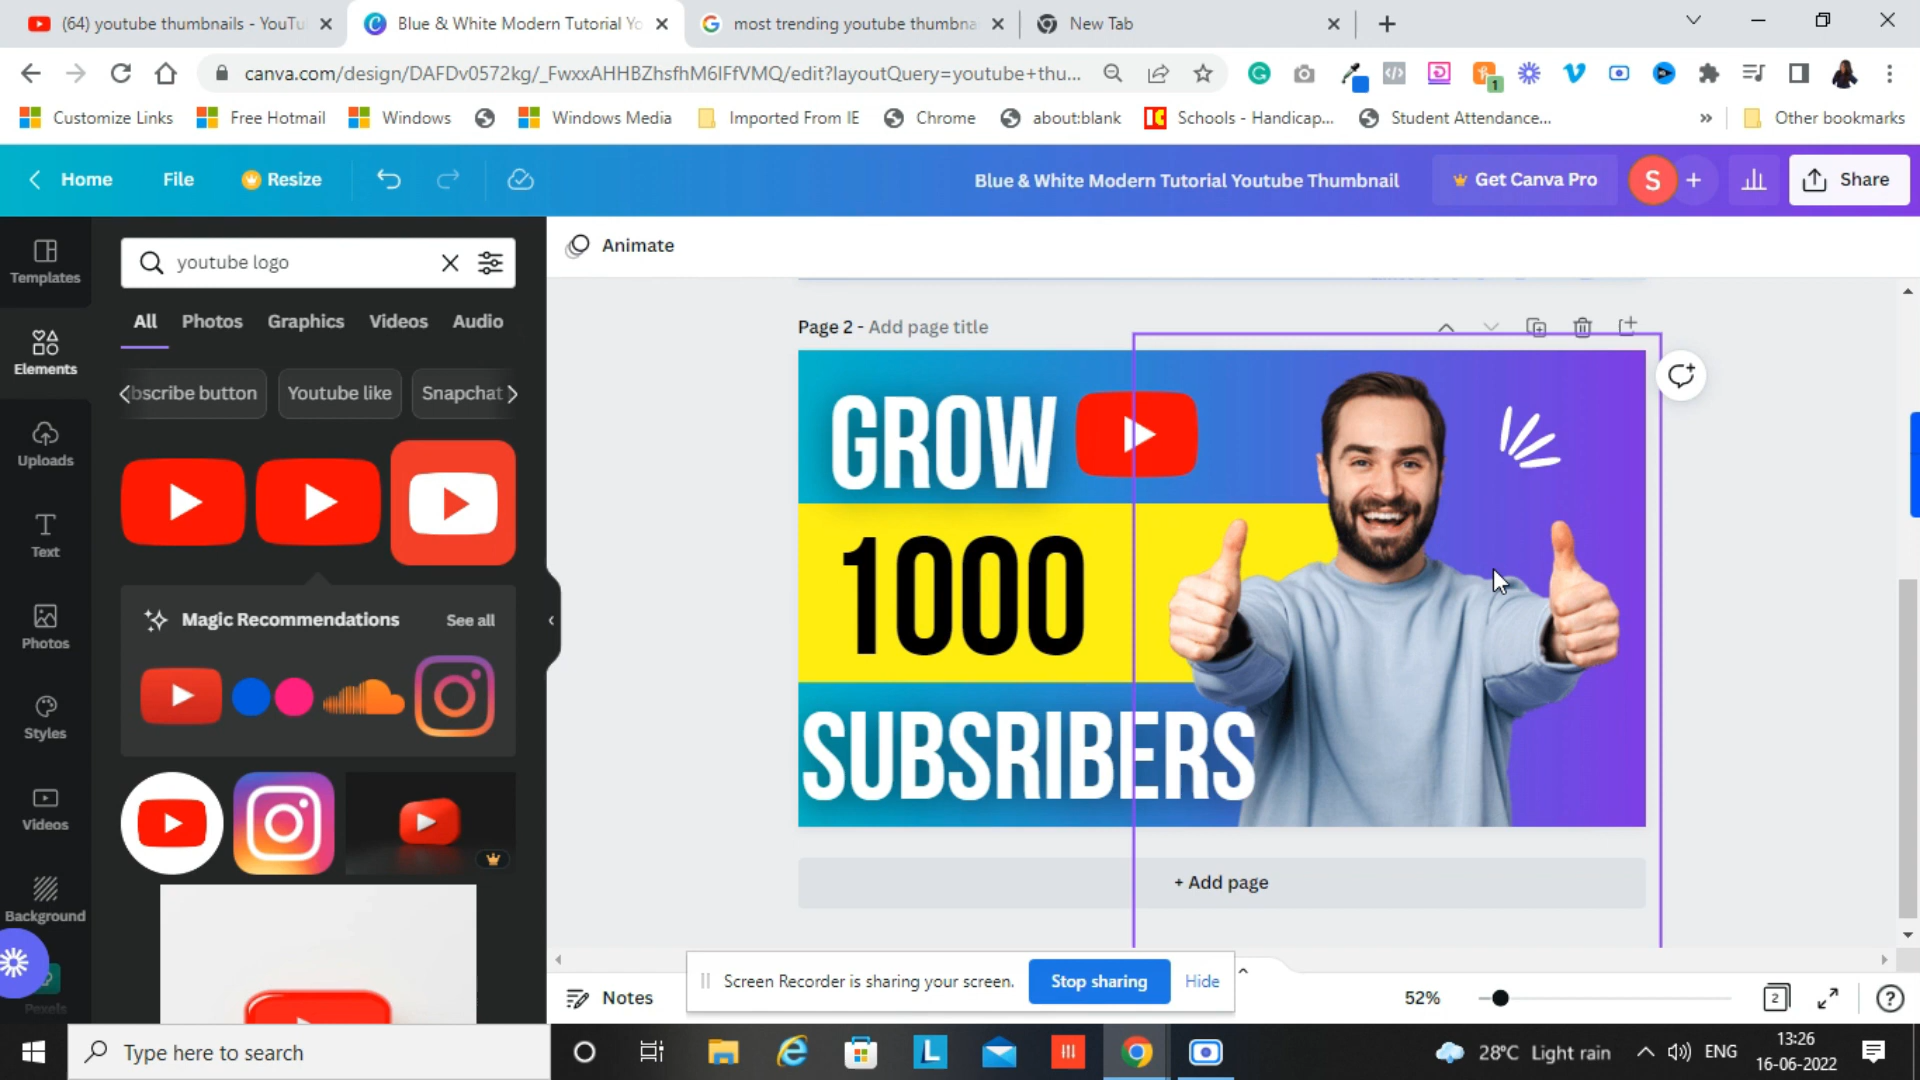 (64) youtube thumbnails - YouTu
Blue & White Modern Tutorial Yo
most trending youtube thumbna
New Tab
canva.com/design/DAFDv0572kg/_FwxxAHHBZhsfhM6lFfVMQ/edit?layoutQuery=youtube+thu...
1
Customize Links
Free Hotmail
Windows
Windows Media
Imported From IE
Chrome
about:blank
Schools - Handicap...
Student Attendance...
»
Other bookmarks
Home
File
Resize
Blue & White Modern Tutorial Youtube Thumbnail
Get Canva Pro
S
+
Share
Templates
Elements
Uploads
Text
Photos
Styles
Videos
Background
Pexels
youtube logo
All
Photos
Graphics
Videos
Audio
bscribe button
Youtube like
Snapchat
Magic Recommendations
See all
Animate
Page 2 - Add page title
GROW
1000
SUBSRIBERS
+ Add page
Screen Recorder is sharing your screen.
Stop sharing
Hide
Notes
52%
2
?
Type here to search
L
28°C Light rain
ENG
13:26
16-06-2022